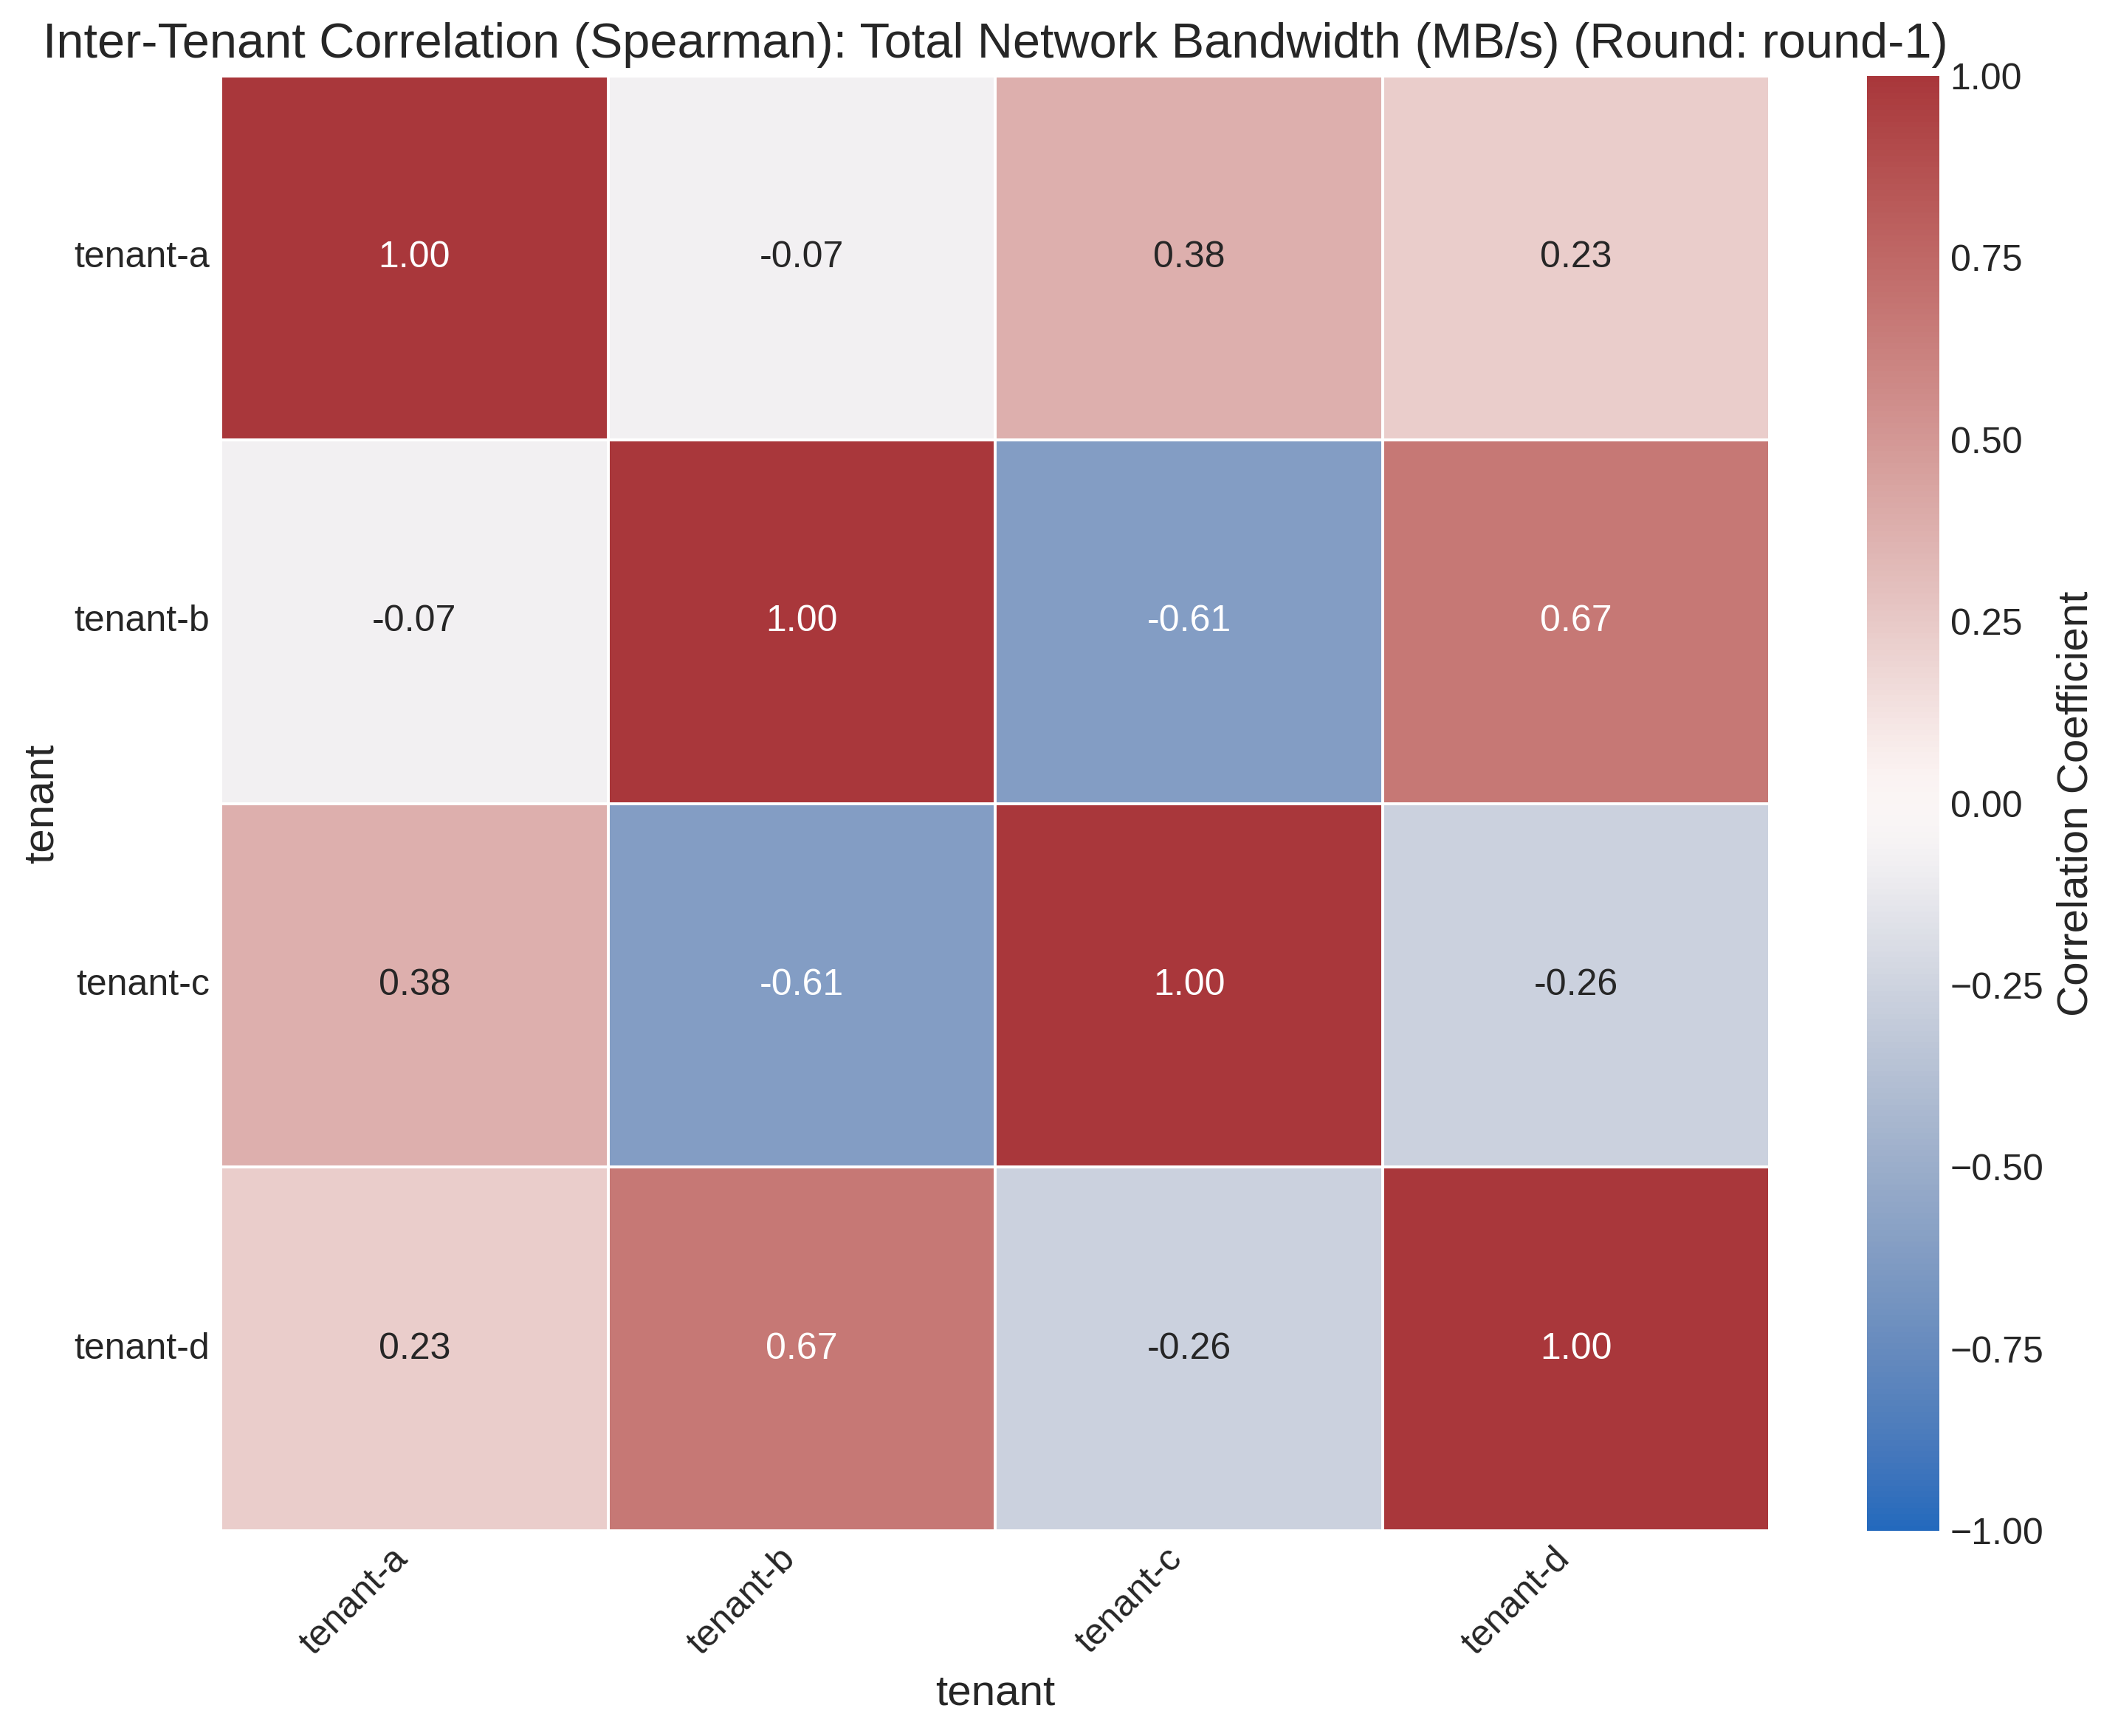 Inter-Tenant Correlation (Spearman): Total Network Bandwidth (MB/s) (Round: round-1)
tenant
tenant-a
1.00
-0.07
0.38
0.23
tenant-b
-0.07
1.00
-0.61
0.67
tenant-c
0.38
-0.61
1.00
-0.26
tenant-d
0.23
0.67
-0.26
1.00
tenant-a
tenant-b
tenant-c
tenant-d
tenant
1.00
0.75
0.50
0.25
0.00
−0.25
−0.50
−0.75
−1.00
Correlation Coefficient